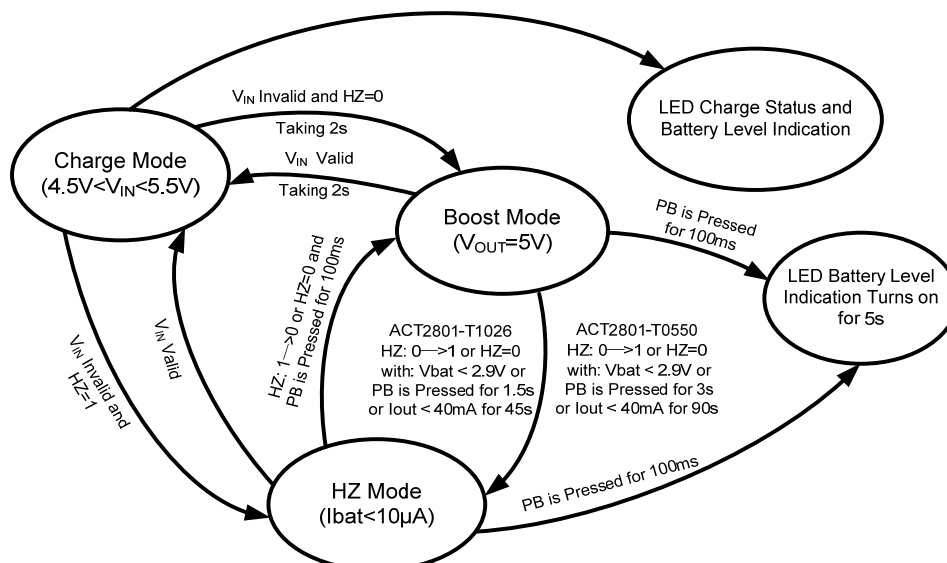 V_IN Invalid and HZ=0
Taking 2s
V_IN Valid
Taking 2s
Charge Mode
(4.5V<V_IN<5.5V)
LED Charge Status and
Battery Level Indication
Boost Mode
(V_OUT=5V)
PB is Pressed
for 100ms
LED Battery Level
Indication Turns on
for 5s
HZ: 1—>0 or HZ=0 and
PB is Pressed for 100ms
ACT2801-T1026
HZ: 0—>1 or HZ=0
with: Vbat < 2.9V or
PB is Pressed for 1.5s
or Iout < 40mA for 45s
ACT2801-T0550
HZ: 0—>1 or HZ=0
with: Vbat < 2.9V or
PB is Pressed for 3s
or Iout < 40mA for 90s
V_IN Invalid and
HZ=1
V_IN Valid
HZ Mode
(Ibat<10µA)
PB is Pressed for 100ms